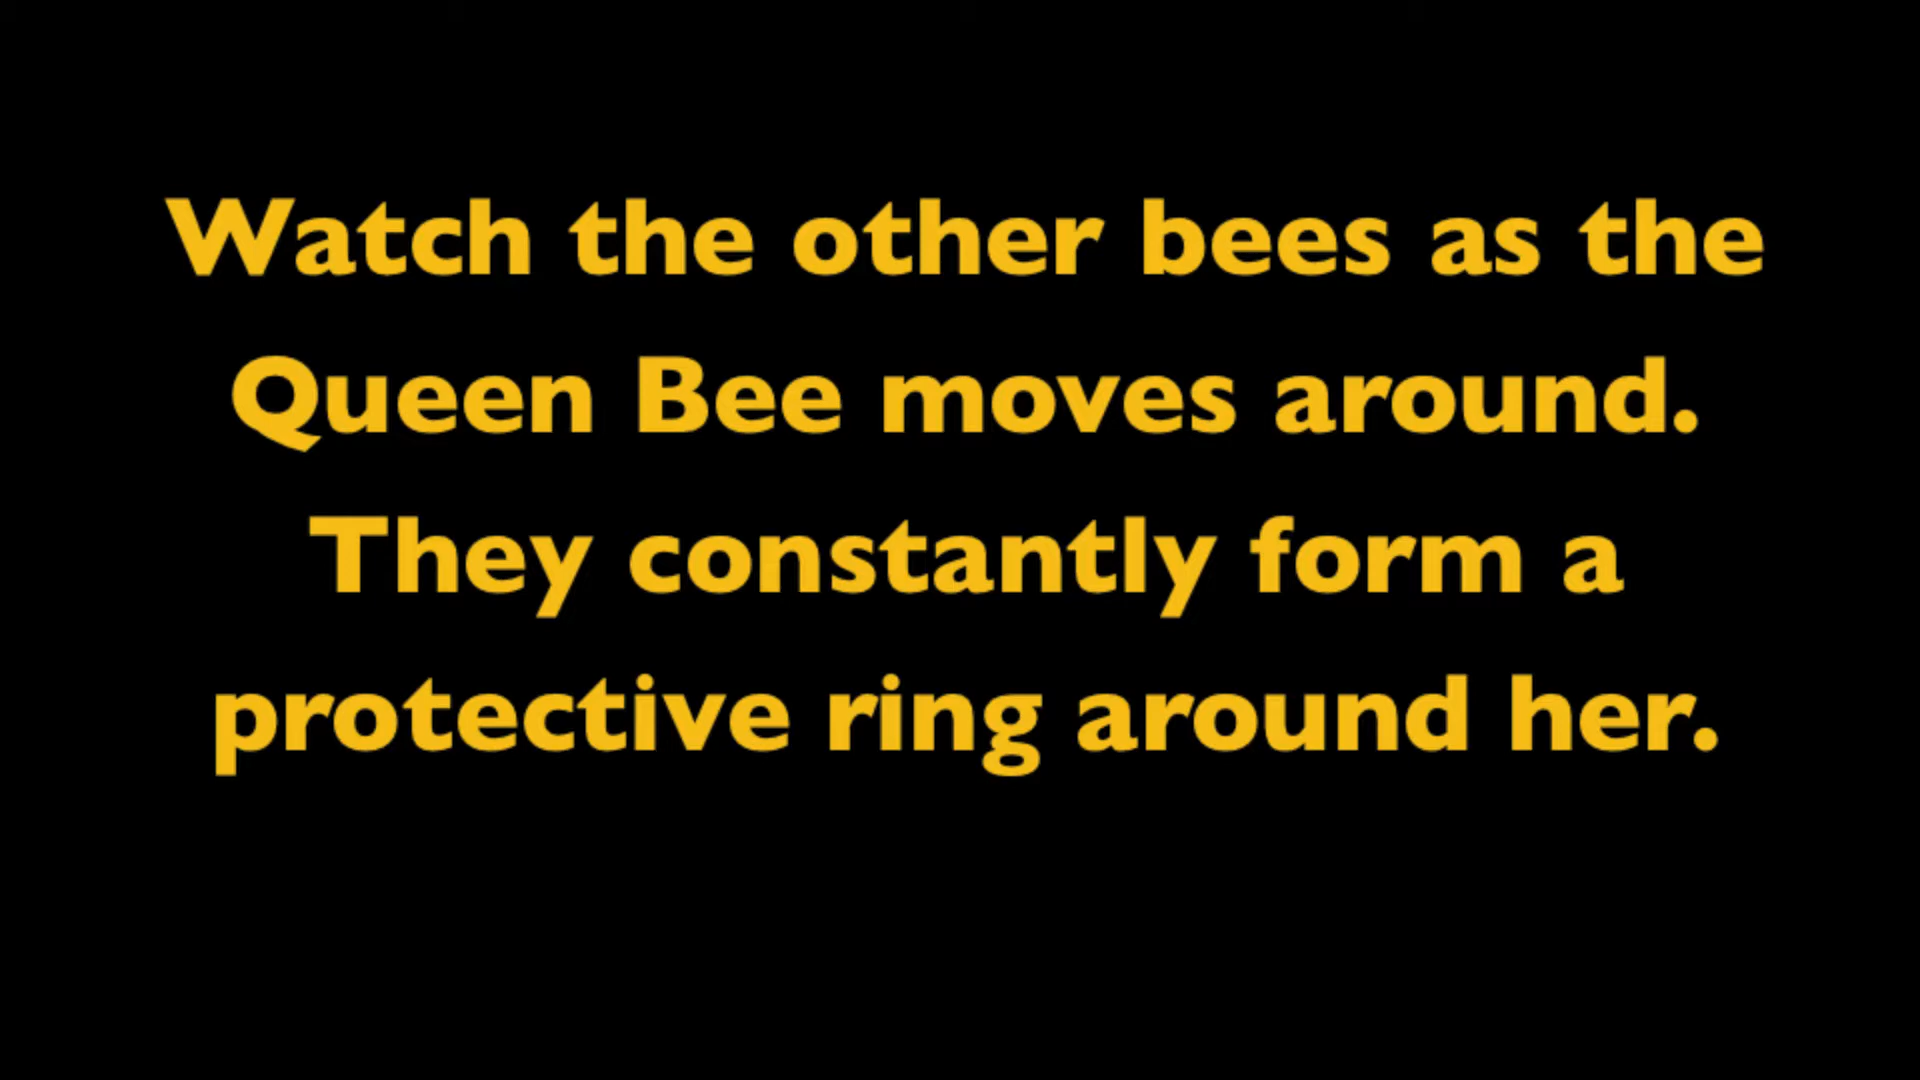 Watch the other bees as the
Queen Bee moves around.
They constantly form a
protective ring around her.